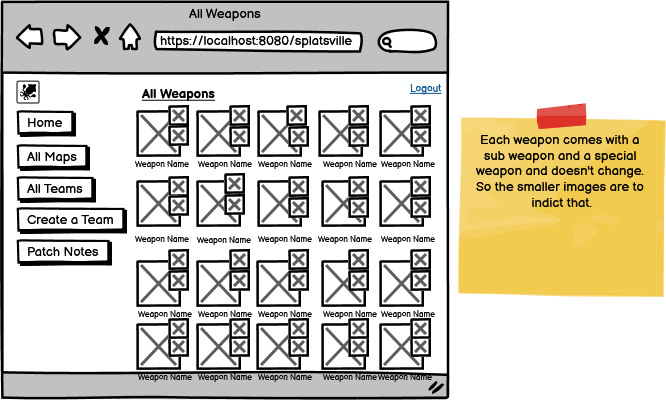 All Weapons
https://localhost:8080/splatsville
All Weapons
Logout
Home
All Maps
All Teams
Create a Team
Patch Notes
Weapon Name Weapon Name Weapon Name Weapon Name Weapon Name
Weapon Name Weapon Name Weapon Name Weapon Name Weapon Name
Weapon Name Weapon Name Weapon Name Weapon Name Weapon Name
Weapon Name Weapon Name Weapon Name Weapon Name Weapon Name
Each weapon comes with a
sub weapon and a special
weapon and doesn't change.
So the smaller images are to
indict that.